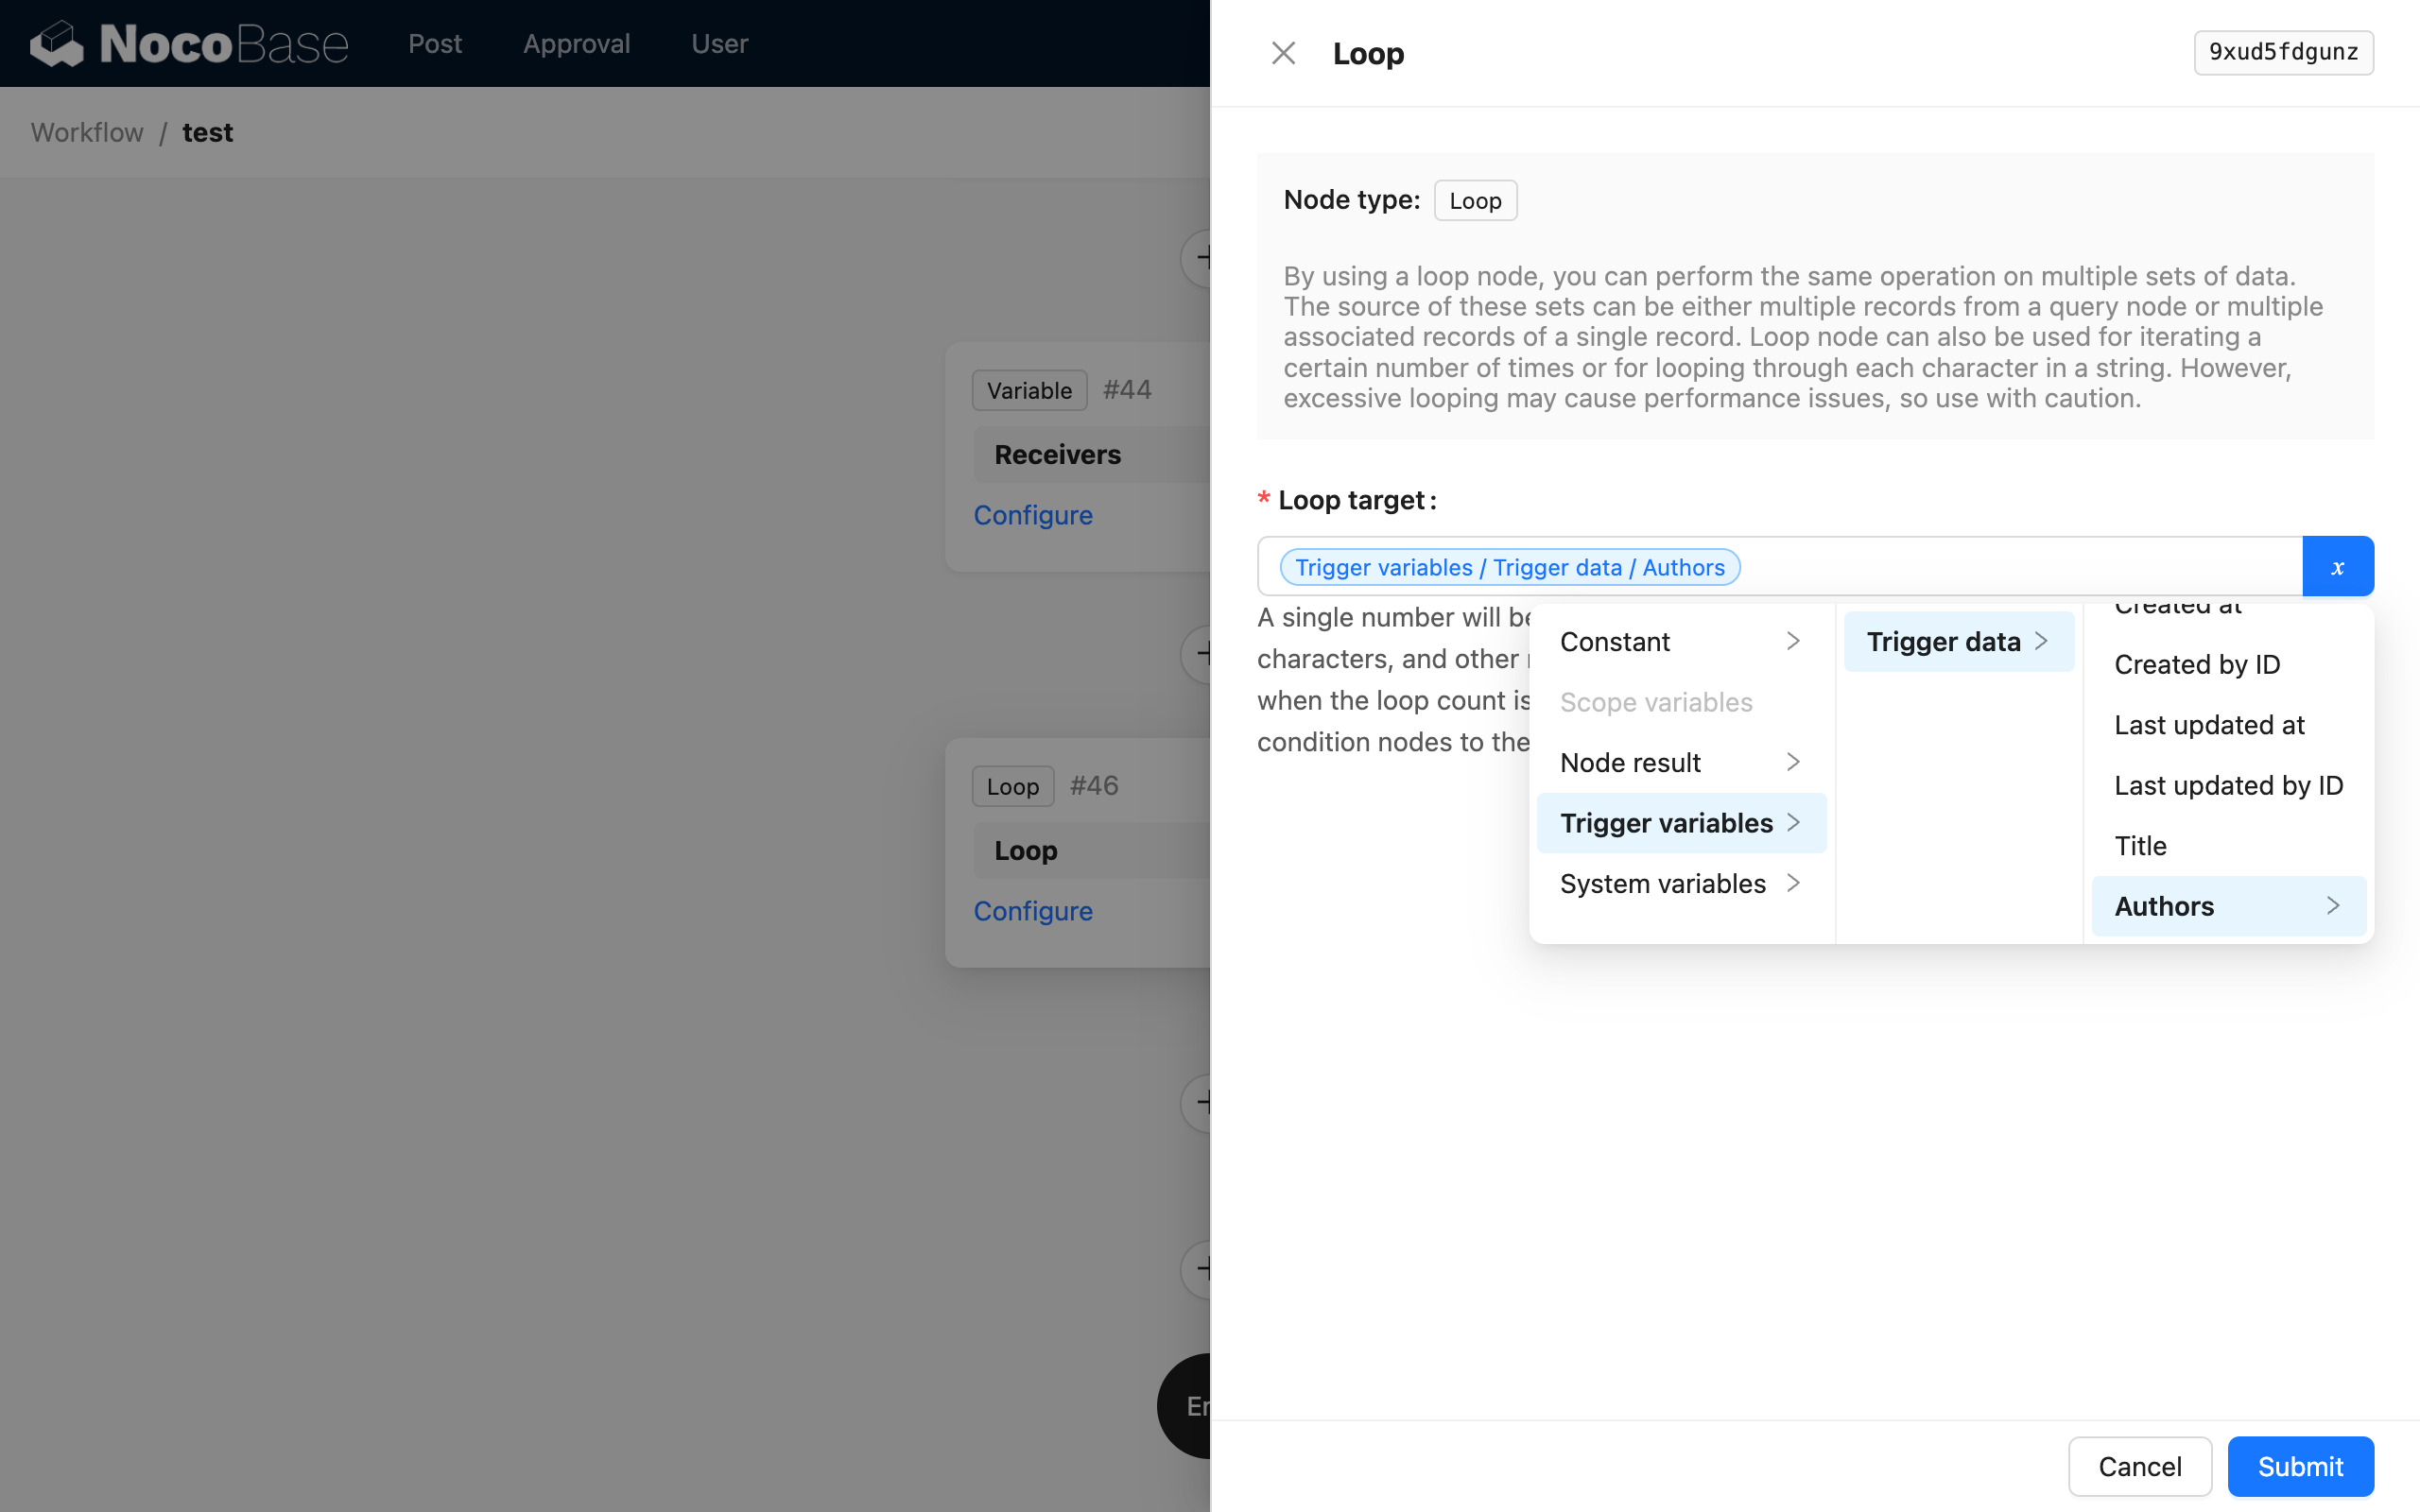 NocoBase Post Approval User
Workflow / test
Variable #44
Receivers
Configure
Loop #46
Loop
Configure
Loop
9xud5fdgunz
Node type: Loop
By using a loop node, you can perform the same operation on multiple sets of data.
The source of these sets can be either multiple records from a query node or multiple
associated records of a single record. Loop node can also be used for iterating a
certain number of times or for looping through each character in a string. However,
excessive looping may cause performance issues, so use with caution.
* Loop target:
Trigger variables / Trigger data / Authors
x
A single number will be
characters, and other
when the loop count is
condition nodes to the
Constant
Scope variables
Node result
Trigger variables
System variables
Trigger data
Created at
Created by ID
Last updated at
Last updated by ID
Title
Authors
Cancel
Submit